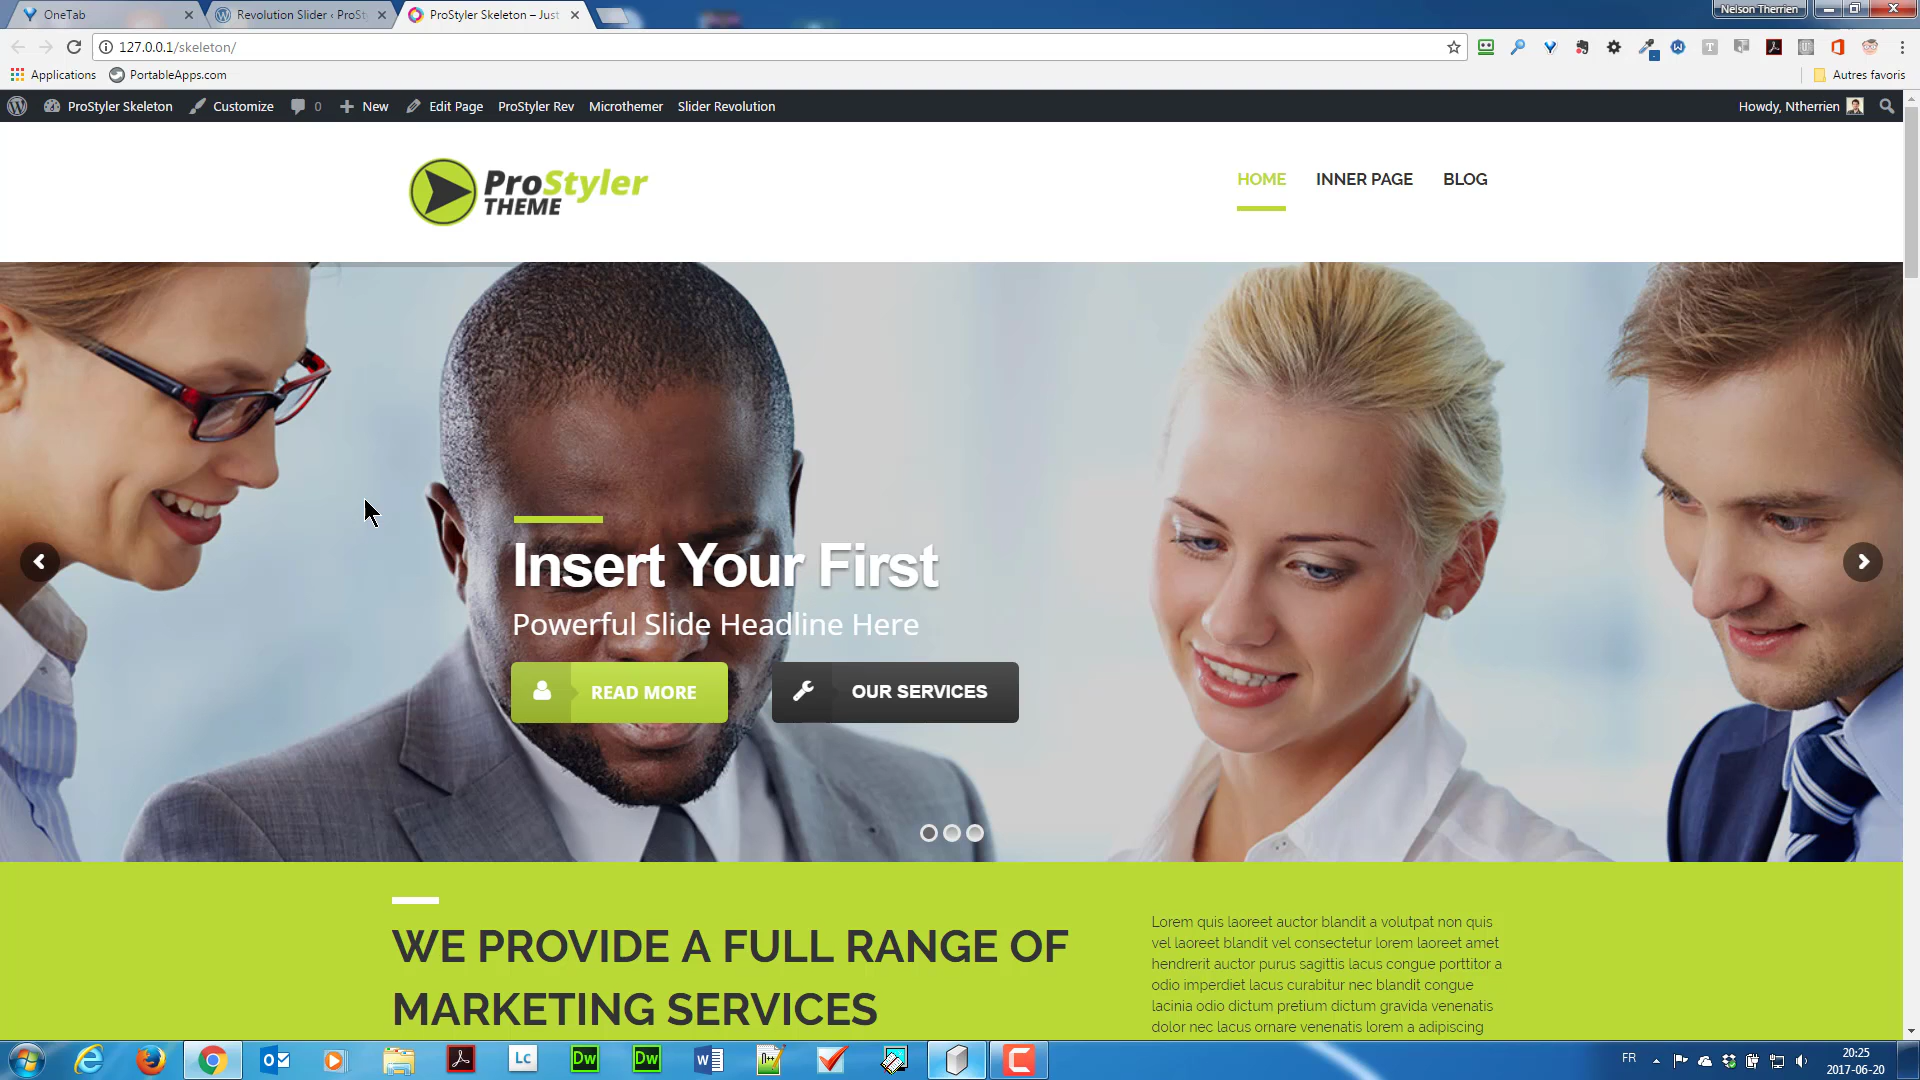 OneTab
Revolution Slider ‹ ProSt
ProStyler Skeleton – Just
Nelson Therrien
127.0.0.1/skeleton/
Applications
PortableApps.com
Autres favoris
ProStyler Skeleton
Customize
0
New
Edit Page
ProStyler Rev
Microthemer
Slider Revolution
Howdy, Ntherrien
ProStyler
THEME
HOME
INNER PAGE
BLOG
Insert Your First
Powerful Slide Headline Here
READ MORE
OUR SERVICES
WE PROVIDE A FULL RANGE OF
MARKETING SERVICES
Lorem quis laoreet auctor blandit a volutpat non quis
vel laoreet blandit vel consectetur lorem laoreet amet
hendrerit auctor purus sagittis lacus congue porttitor a
odio imperdiet lacus curabitur nec blandit congue
lacinia odio dictum pretium dictum gravida venenatis
dolor nec lacus ornare venenatis lorem a adipiscing
Lc
Dw
Dw
FR
20:25
2017-06-20